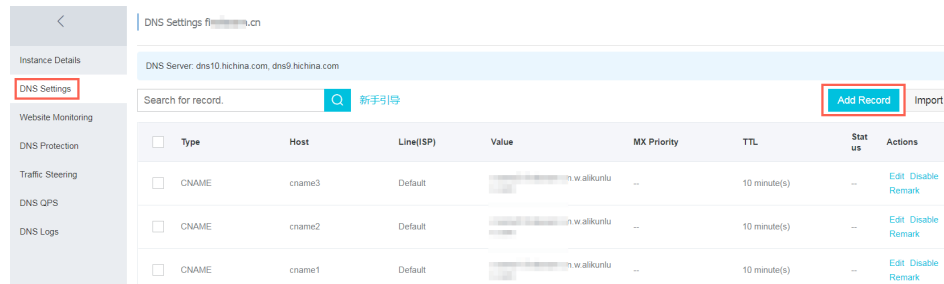 DNS Settings fi .cn
Instance Details
DNS Server: dns10.hichina.com, dns9.hichina.com
DNS Settings
Search for record.
新手引导
Add Record
Import
Website Monitoring
DNS Protection
Traffic Steering
DNS QPS
DNS Logs
Type Host Line(ISP) Value MX Priority TTL Stat
us Actions
CNAME cname3 Default n.w.alikunlu -- 10 minute(s) -- Edit Disable
Remark
CNAME cname2 Default n.w.alikunlu -- 10 minute(s) -- Edit Disable
Remark
CNAME cname1 Default n.w.alikunlu -- 10 minute(s) -- Edit Disable
Remark